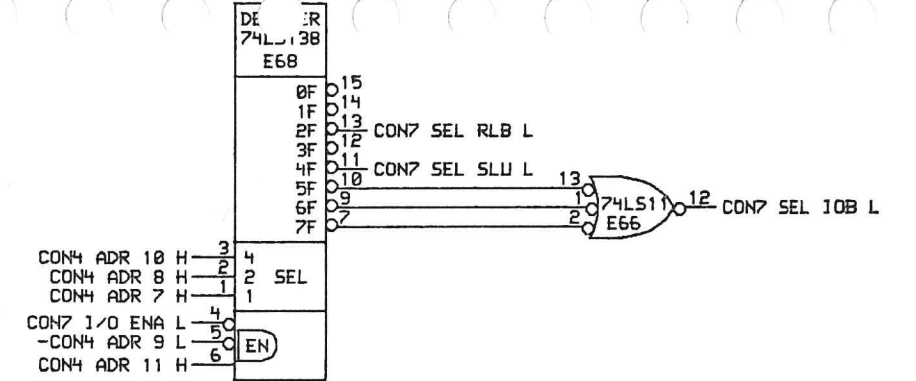 74LS138
E68
0F 15
1F 14
2F 13 CON7 SEL RLB L
3F 12
4F 11 CON7 SEL SLU L
5F 10 13
6F 9 1 74LS11 12 CON7 SEL IOB L
7F 7 2 E66
CON4 ADR 10 H 3 4
CON4 ADR 8 H 2 2 SEL
CON4 ADR 7 H 1 1
CON7 I/O ENA L 4
-CON4 ADR 9 L 5 EN
CON4 ADR 11 H 6